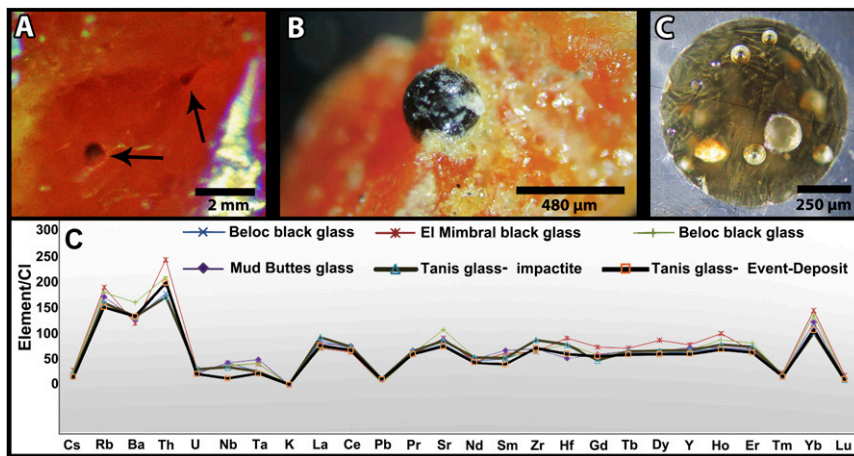 A
B
C
2 mm
480 µm
250 µm
C
Beloc black glass
El Mimbral black glass
Beloc black glass
Mud Buttes glass
Tanis glass- impactite
Tanis glass- Event-Deposit
Element/CI
300
250
200
150
100
50
0
Cs Rb Ba Th U Nb Ta K La Ce Pb Pr Sr Nd Sm Zr Hf Gd Tb Dy Y Ho Er Tm Yb Lu